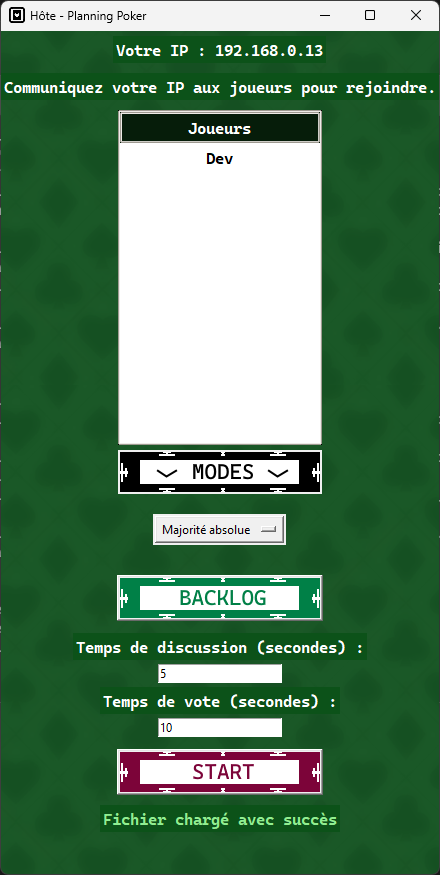 Hôte - Planning Poker
Votre IP : 192.168.0.13
Communiquez votre IP aux joueurs pour rejoindre.
Joueurs
Dev
MODES
Majorité absolue
BACKLOG
Temps de discussion (secondes) :
5
Temps de vote (secondes) :
10
START
Fichier chargé avec succès